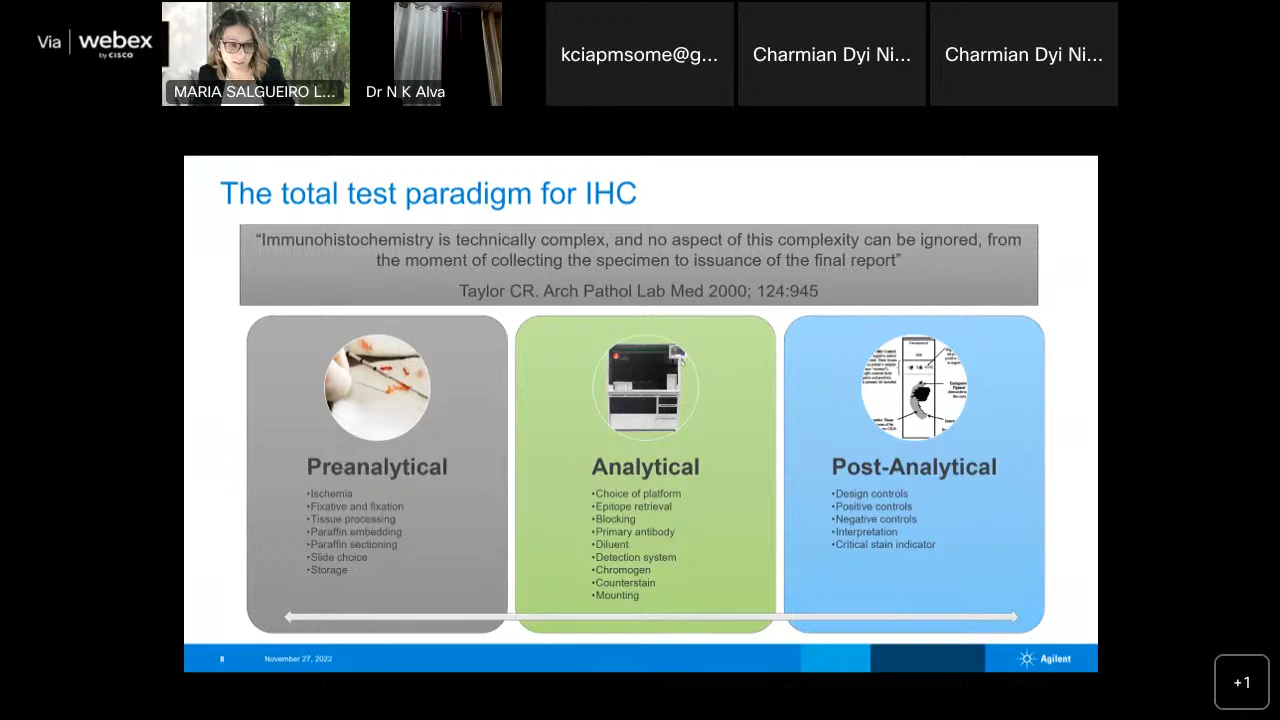 Via webex
by CISCO
MARIA SALGUEIRO L...
Dr N K Alva
kciapmsome@g...
Charmian Dyi Ni...
Charmian Dyi Ni...
The total test paradigm for IHC
“Immunohistochemistry is technically complex, and no aspect of this complexity can be ignored, from
the moment of collecting the specimen to issuance of the final report”
Taylor CR. Arch Pathol Lab Med 2000; 124:945
Preanalytical
•Ischemia
•Fixative and fixation
•Tissue processing
•Paraffin embedding
•Paraffin sectioning
•Slide choice
•Storage
Analytical
•Choice of platform
•Epitope retrieval
•Blocking
•Primary antibody
•Diluent
•Detection system
•Chromogen
•Counterstain
•Mounting
Post-Analytical
•Design controls
•Positive controls
•Negative controls
•Interpretation
•Critical stain indicator
8
November 27, 2022
Agilent
+1